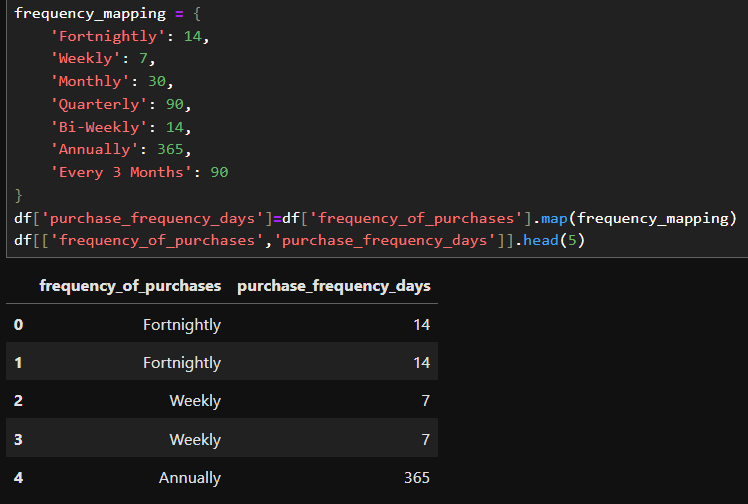 frequency_mapping = {
    'Fortnightly': 14,
    'Weekly': 7,
    'Monthly': 30,
    'Quarterly': 90,
    'Bi-Weekly': 14,
    'Annually': 365,
    'Every 3 Months': 90
}
df['purchase_frequency_days']=df['frequency_of_purchases'].map(frequency_mapping)
df[['frequency_of_purchases','purchase_frequency_days']].head(5)
frequency_of_purchases purchase_frequency_days
0 Fortnightly 14
1 Fortnightly 14
2 Weekly 7
3 Weekly 7
4 Annually 365